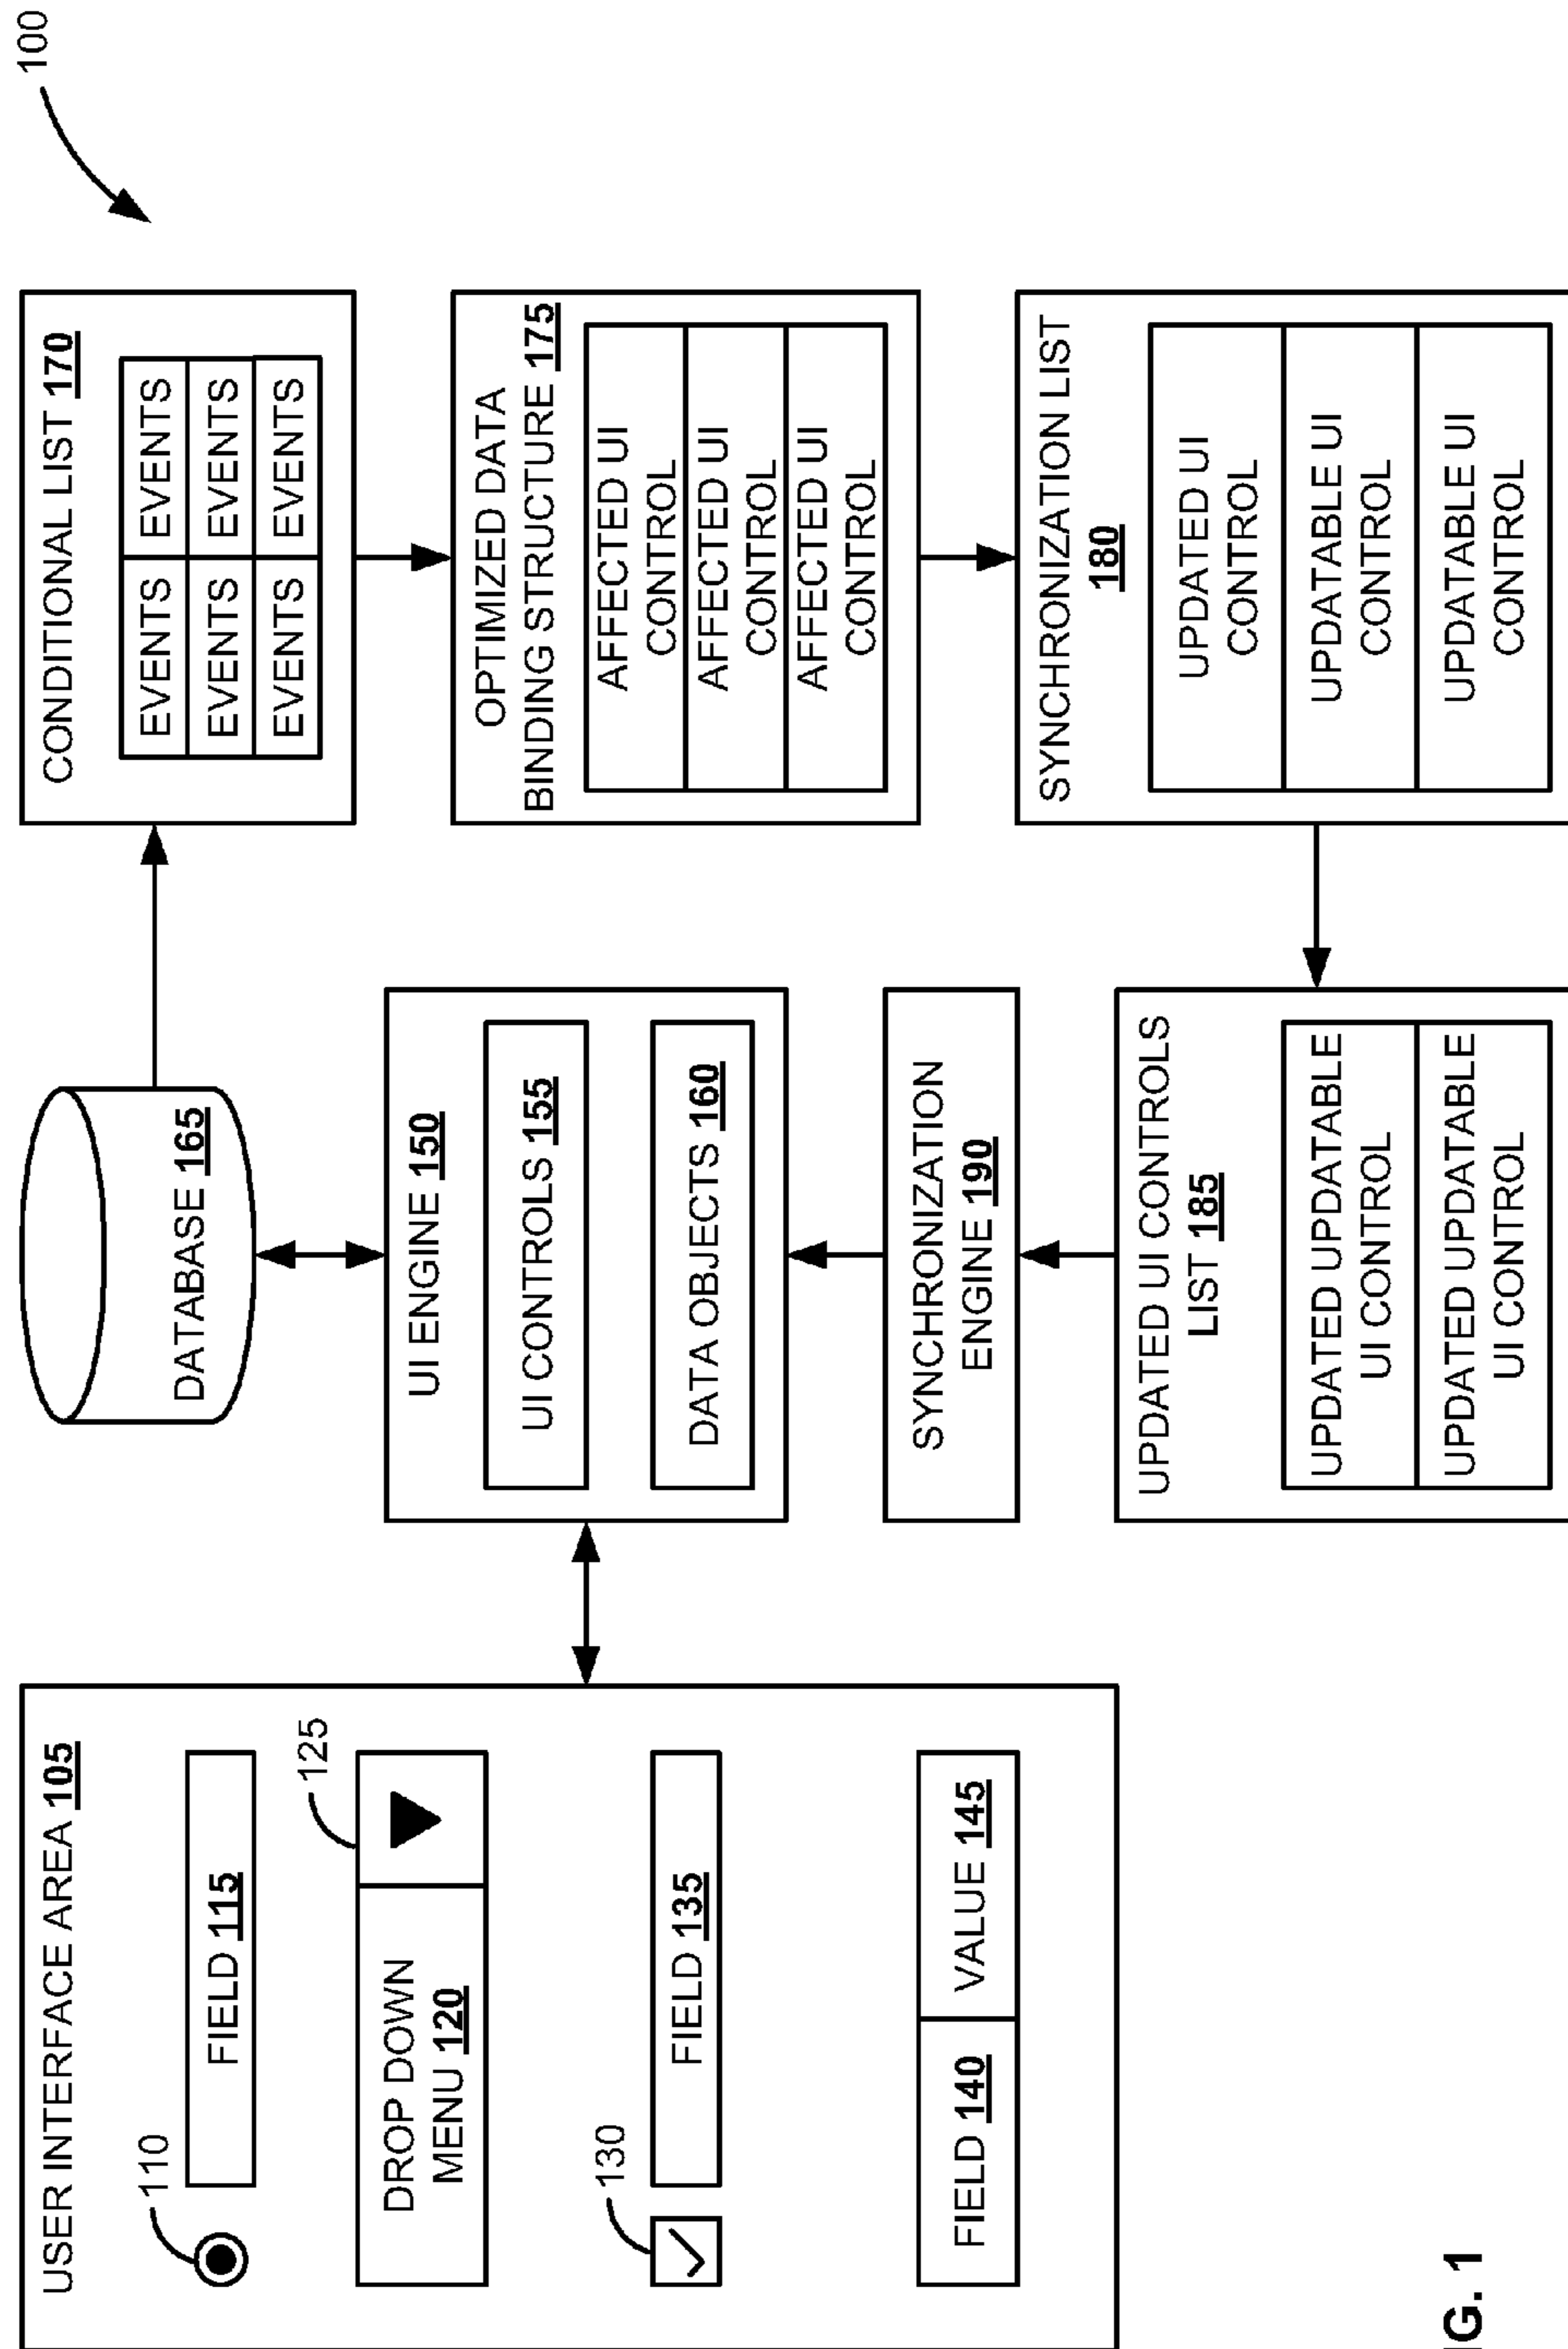 100
USER INTERFACE AREA 105
110
FIELD 115
DROP DOWN
MENU 120
125
130
FIELD 135
FIELD 140
VALUE 145
DATABASE 165
UI ENGINE 150
UI CONTROLS 155
DATA OBJECTS 160
SYNCHRONIZATION
ENGINE 190
UPDATED UI CONTROLS
LIST 185
UPDATED UPDATABLE
UI CONTROL
UPDATED UPDATABLE
UI CONTROL
CONDITIONAL LIST 170
EVENTS EVENTS
EVENTS EVENTS
EVENTS EVENTS
OPTIMIZED DATA
BINDING STRUCTURE 175
AFFECTED UI
CONTROL
AFFECTED UI
CONTROL
AFFECTED UI
CONTROL
SYNCHRONIZATION LIST
180
UPDATED UI
CONTROL
UPDATABLE UI
CONTROL
UPDATABLE UI
CONTROL
G. 1